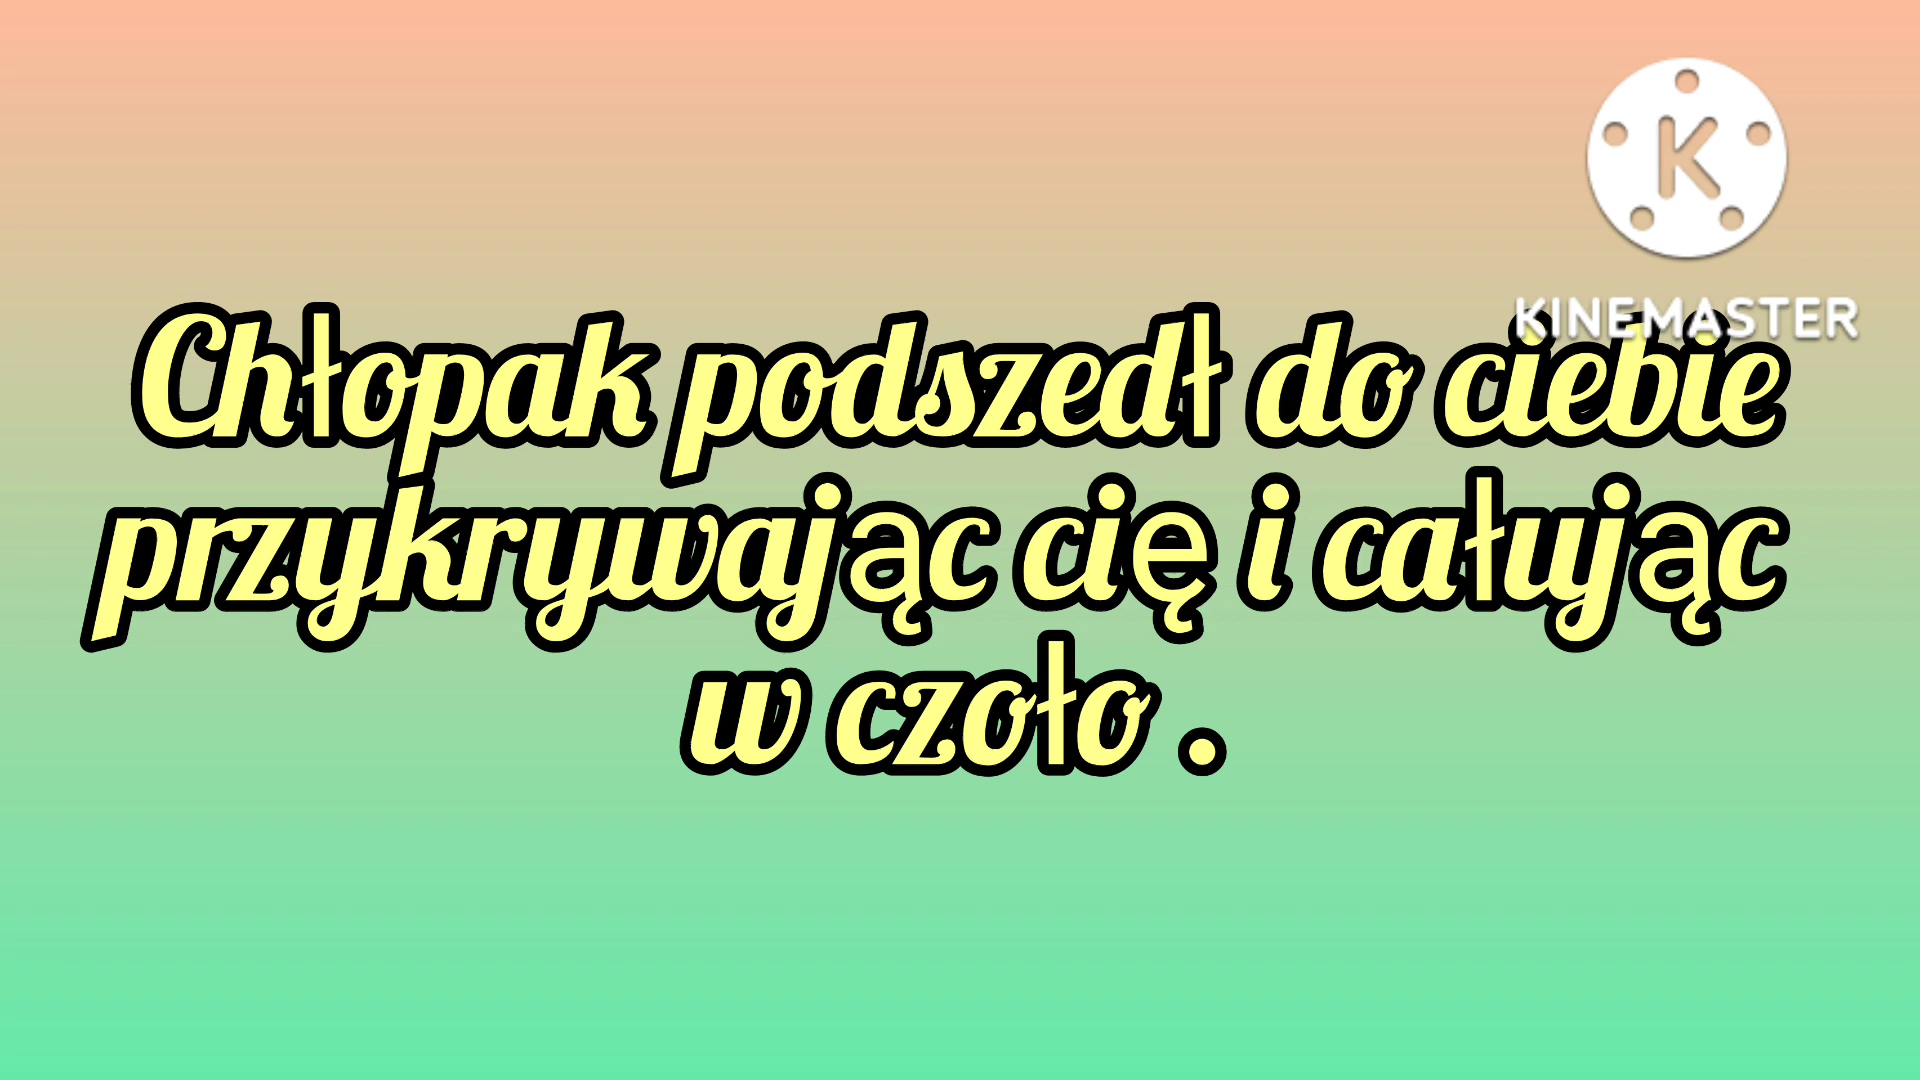 K
KINEMASTER
Chłopak podszedł do ciebie
przykrywając cię i całując
w czoło .